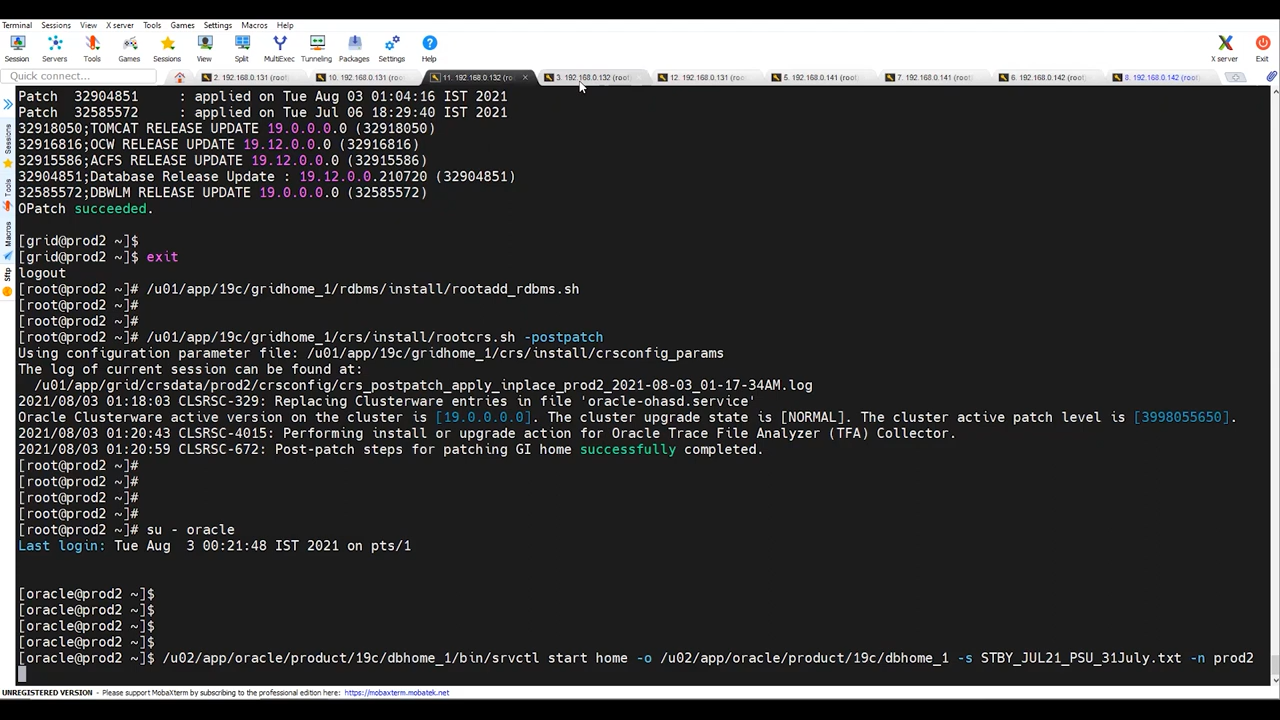 Terminal Sessions View X server Tools Games Settings Macros Help
Session Servers Tools Games Sessions View Split MultiExec Tunneling Packages Settings Help X server Exit
Quick connect... 2. 192.168.0.131 (root) 10. 192.168.0.131 (root) 11. 192.168.0.132 (root) 3. 192.168.0.132 (root) 12. 192.168.0.131 (root) 5. 192.168.0.141 (root) 7. 192.168.0.141 (root) 6. 192.168.0.142 (root) 8. 192.168.0.142 (root)
Sessions
Tools
Macros
Sftp
Patch 32904851 : applied on Tue Aug 03 01:04:16 IST 2021
Patch 32585572 : applied on Tue Jul 06 18:29:40 IST 2021
32918050;TOMCAT RELEASE UPDATE 19.0.0.0.0 (32918050)
32916816;OCW RELEASE UPDATE 19.12.0.0.0 (32916816)
32915586;ACFS RELEASE UPDATE 19.12.0.0.0 (32915586)
32904851;Database Release Update : 19.12.0.0.210720 (32904851)
32585572;DBWLM RELEASE UPDATE 19.0.0.0.0 (32585572)
OPatch succeeded.
[grid@prod2 ~]$
[grid@prod2 ~]$ exit
logout
[root@prod2 ~]# /u01/app/19c/gridhome_1/rdbms/install/rootadd_rdbms.sh
[root@prod2 ~]#
[root@prod2 ~]#
[root@prod2 ~]# /u01/app/19c/gridhome_1/crs/install/rootcrs.sh -postpatch
Using configuration parameter file: /u01/app/19c/gridhome_1/crs/install/crsconfig_params
The log of current session can be found at:
/u01/app/grid/crsdata/prod2/crsconfig/crs_postpatch_apply_inplace_prod2_2021-08-03_01-17-34AM.log
2021/08/03 01:18:03 CLSRSC-329: Replacing Clusterware entries in file 'oracle-ohasd.service'
Oracle Clusterware active version on the cluster is [19.0.0.0.0]. The cluster upgrade state is [NORMAL]. The cluster active patch level is [3998055650].
2021/08/03 01:20:43 CLSRSC-4015: Performing install or upgrade action for Oracle Trace File Analyzer (TFA) Collector.
2021/08/03 01:20:59 CLSRSC-672: Post-patch steps for patching GI home successfully completed.
[root@prod2 ~]#
[root@prod2 ~]#
[root@prod2 ~]#
[root@prod2 ~]#
[root@prod2 ~]# su - oracle
Last login: Tue Aug 3 00:21:48 IST 2021 on pts/1
[oracle@prod2 ~]$
[oracle@prod2 ~]$
[oracle@prod2 ~]$
[oracle@prod2 ~]$
[oracle@prod2 ~]$ /u02/app/oracle/product/19c/dbhome_1/bin/srvctl start home -o /u02/app/oracle/product/19c/dbhome_1 -s STBY_JUL21_PSU_31July.txt -n prod2
UNREGISTERED VERSION - Please support MobaXterm by subscribing to the professional edition here: https://mobaxterm.mobatek.net